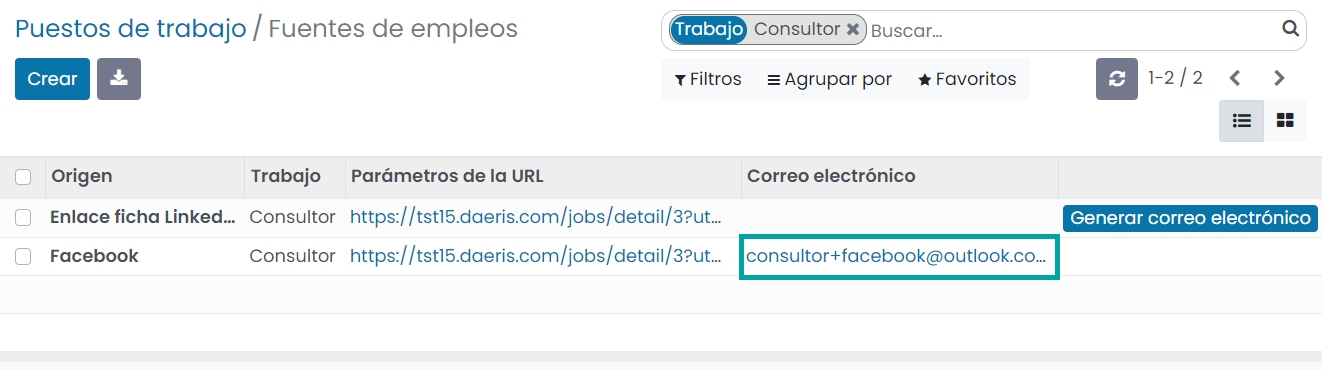 Puestos de trabajo / Fuentes de empleos
Trabajo Consultor Buscar...
Crear
Filtros Agrupar por Favoritos 1-2 / 2
Origen Trabajo Parámetros de la URL Correo electrónico
Enlace ficha Linked... Consultor https://tst15.daeris.com/jobs/detail/3?ut... Generar correo electrónico
Facebook Consultor https://tst15.daeris.com/jobs/detail/3?ut... consultor+facebook@outlook.co...